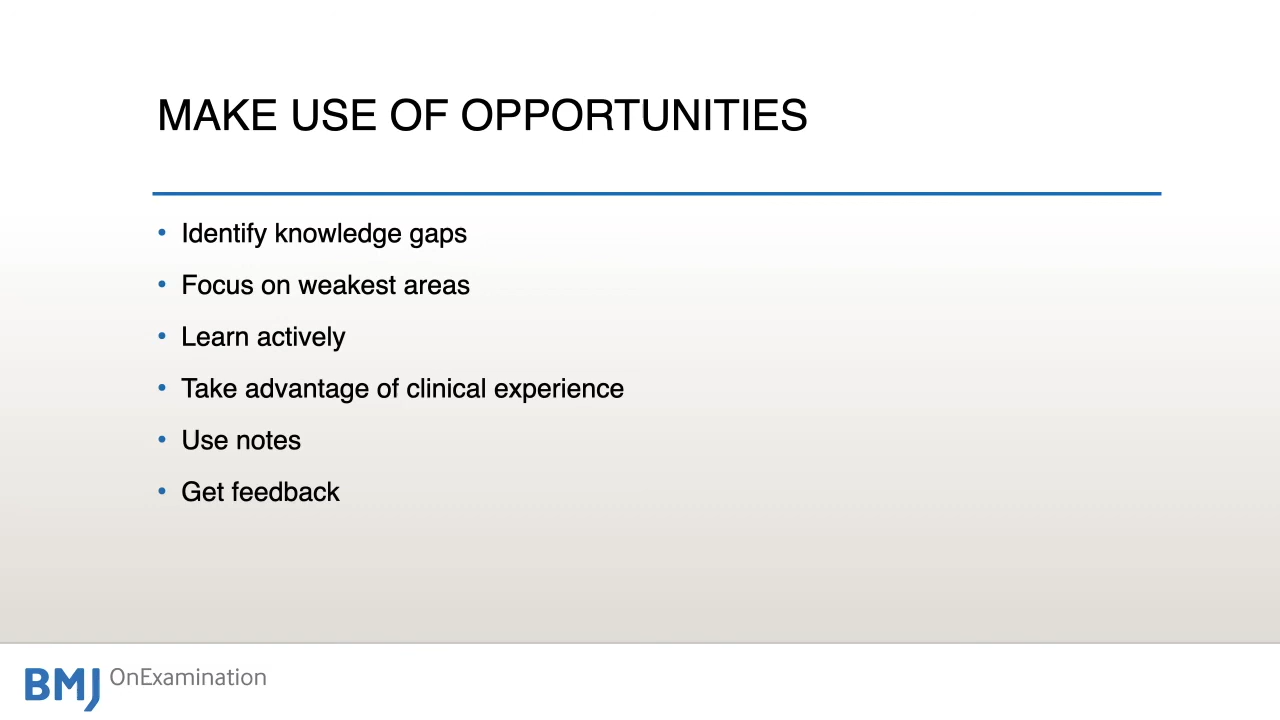 MAKE USE OF OPPORTUNITIES
• Identify knowledge gaps
• Focus on weakest areas
• Learn actively
• Take advantage of clinical experience
• Use notes
• Get feedback
BMJ OnExamination